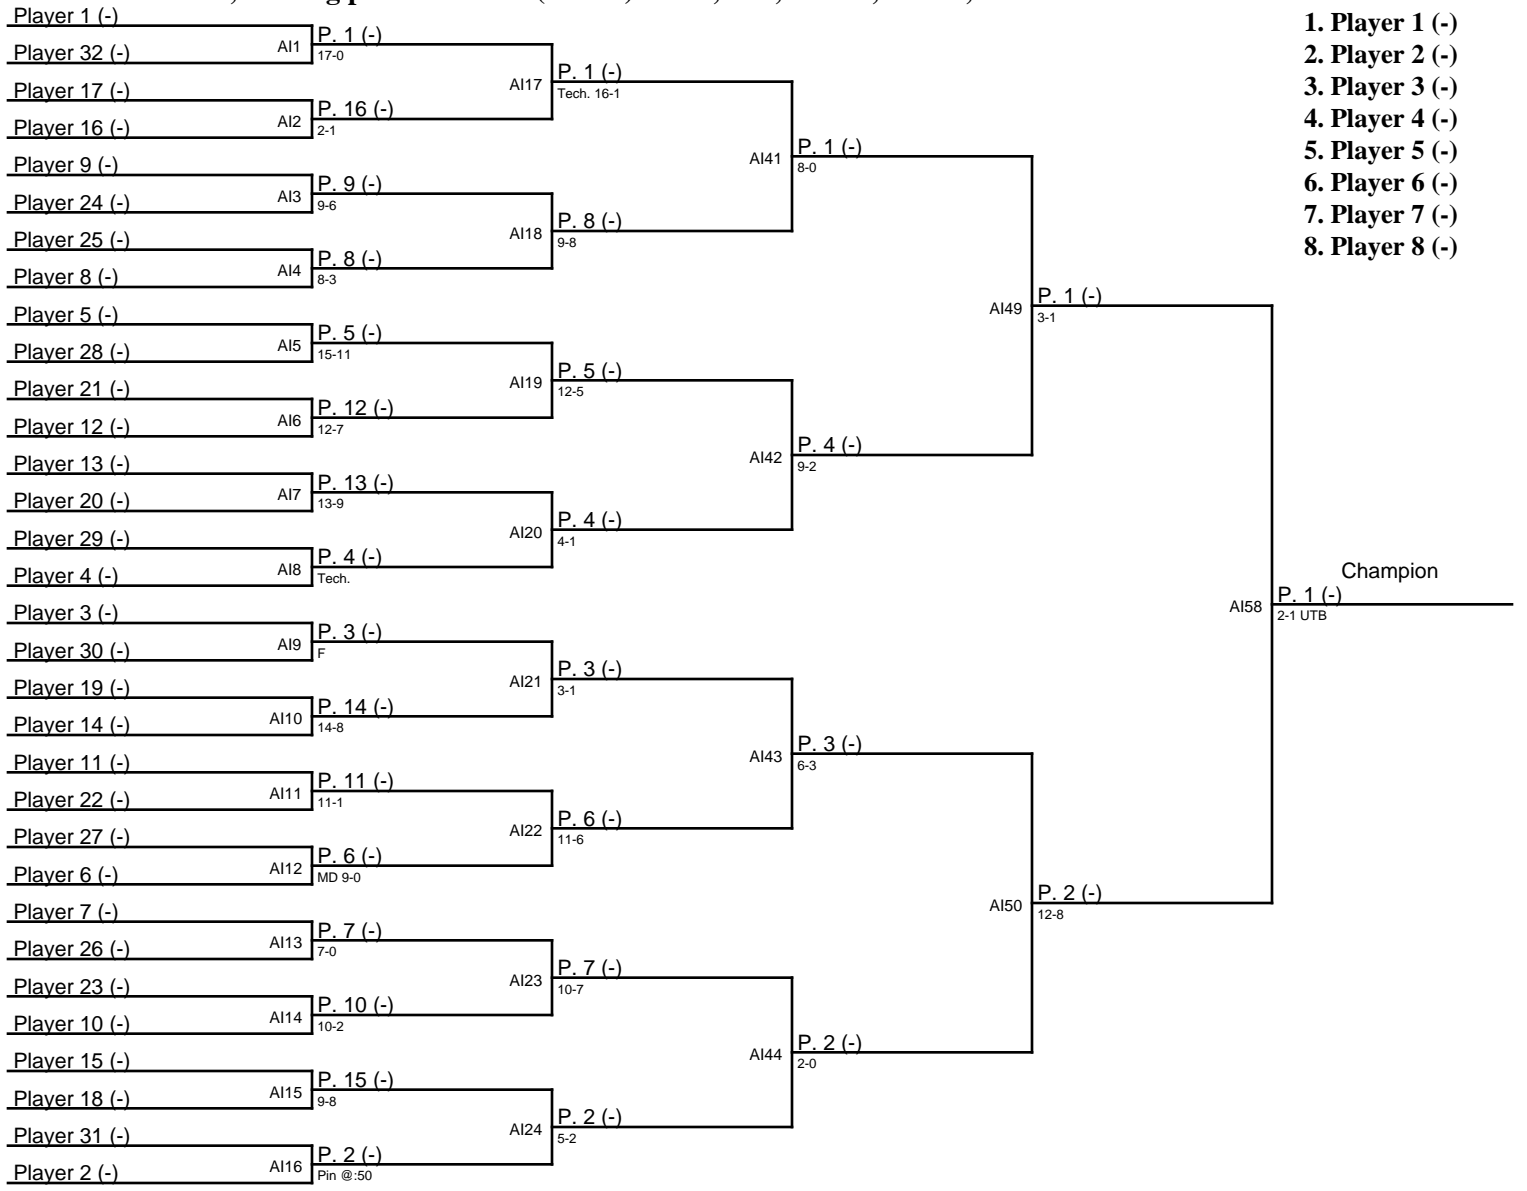 Player 1 (-)
Player 32 (-)
Player 17 (-)
Player 16 (-)
Player 9 (-)
Player 24 (-)
Player 25 (-)
Player 8 (-)
Player 5 (-)
Player 28 (-)
Player 21 (-)
Player 12 (-)
Player 13 (-)
Player 20 (-)
Player 29 (-)
Player 4 (-)
Player 3 (-)
Player 30 (-)
Player 19 (-)
Player 14 (-)
Player 11 (-)
Player 22 (-)
Player 27 (-)
Player 6 (-)
Player 7 (-)
Player 26 (-)
Player 23 (-)
Player 10 (-)
Player 15 (-)
Player 18 (-)
Player 31 (-)
Player 2 (-)
AI1
P. 1 (-)
17-0
AI2
P. 16 (-)
2-1
AI3
P. 9 (-)
9-6
AI4
P. 8 (-)
8-3
AI5
P. 5 (-)
15-11
AI6
P. 12 (-)
12-7
AI7
P. 13 (-)
13-9
AI8
P. 4 (-)
Tech.
AI9
P. 3 (-)
F
AI10
P. 14 (-)
14-8
AI11
P. 11 (-)
11-1
AI12
P. 6 (-)
MD 9-0
AI13
P. 7 (-)
7-0
AI14
P. 10 (-)
10-2
AI15
P. 15 (-)
9-8
AI16
P. 2 (-)
Pin @:50
AI17
P. 1 (-)
Tech. 16-1
AI18
P. 8 (-)
9-8
AI19
P. 5 (-)
12-5
AI20
P. 4 (-)
4-1
AI21
P. 3 (-)
3-1
AI22
P. 6 (-)
11-6
AI23
P. 7 (-)
10-7
AI24
P. 2 (-)
5-2
AI41
P. 1 (-)
8-0
AI42
P. 4 (-)
9-2
AI43
P. 3 (-)
6-3
AI44
P. 2 (-)
2-0
AI49
P. 1 (-)
3-1
AI50
P. 2 (-)
12-8
AI58
Champion
P. 1 (-)
2-1 UTB
1. Player 1 (-)
2. Player 2 (-)
3. Player 3 (-)
4. Player 4 (-)
5. Player 5 (-)
6. Player 6 (-)
7. Player 7 (-)
8. Player 8 (-)